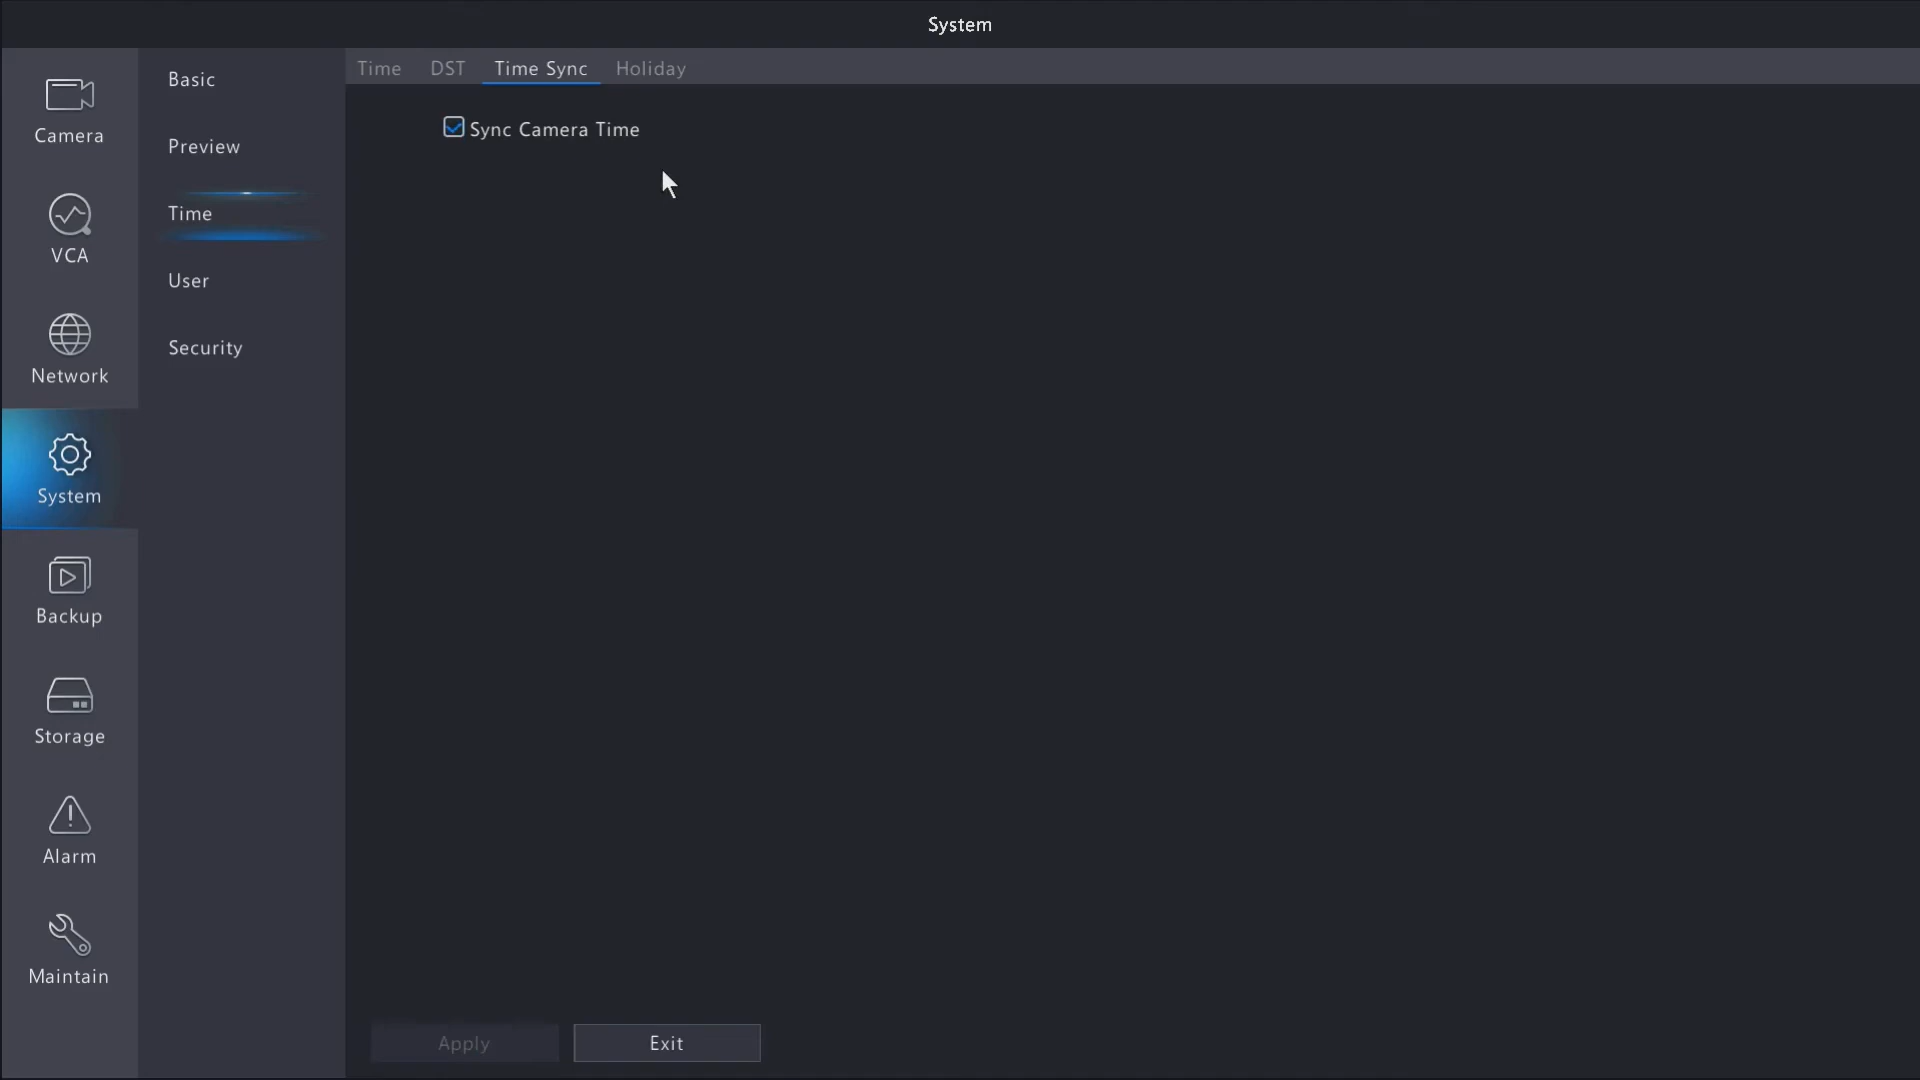 System
Camera
VCA
Network
System
Backup
Storage
Alarm
Maintain
Basic
Preview
Time
User
Security
Time DST Time Sync Holiday
Sync Camera Time
Apply Exit